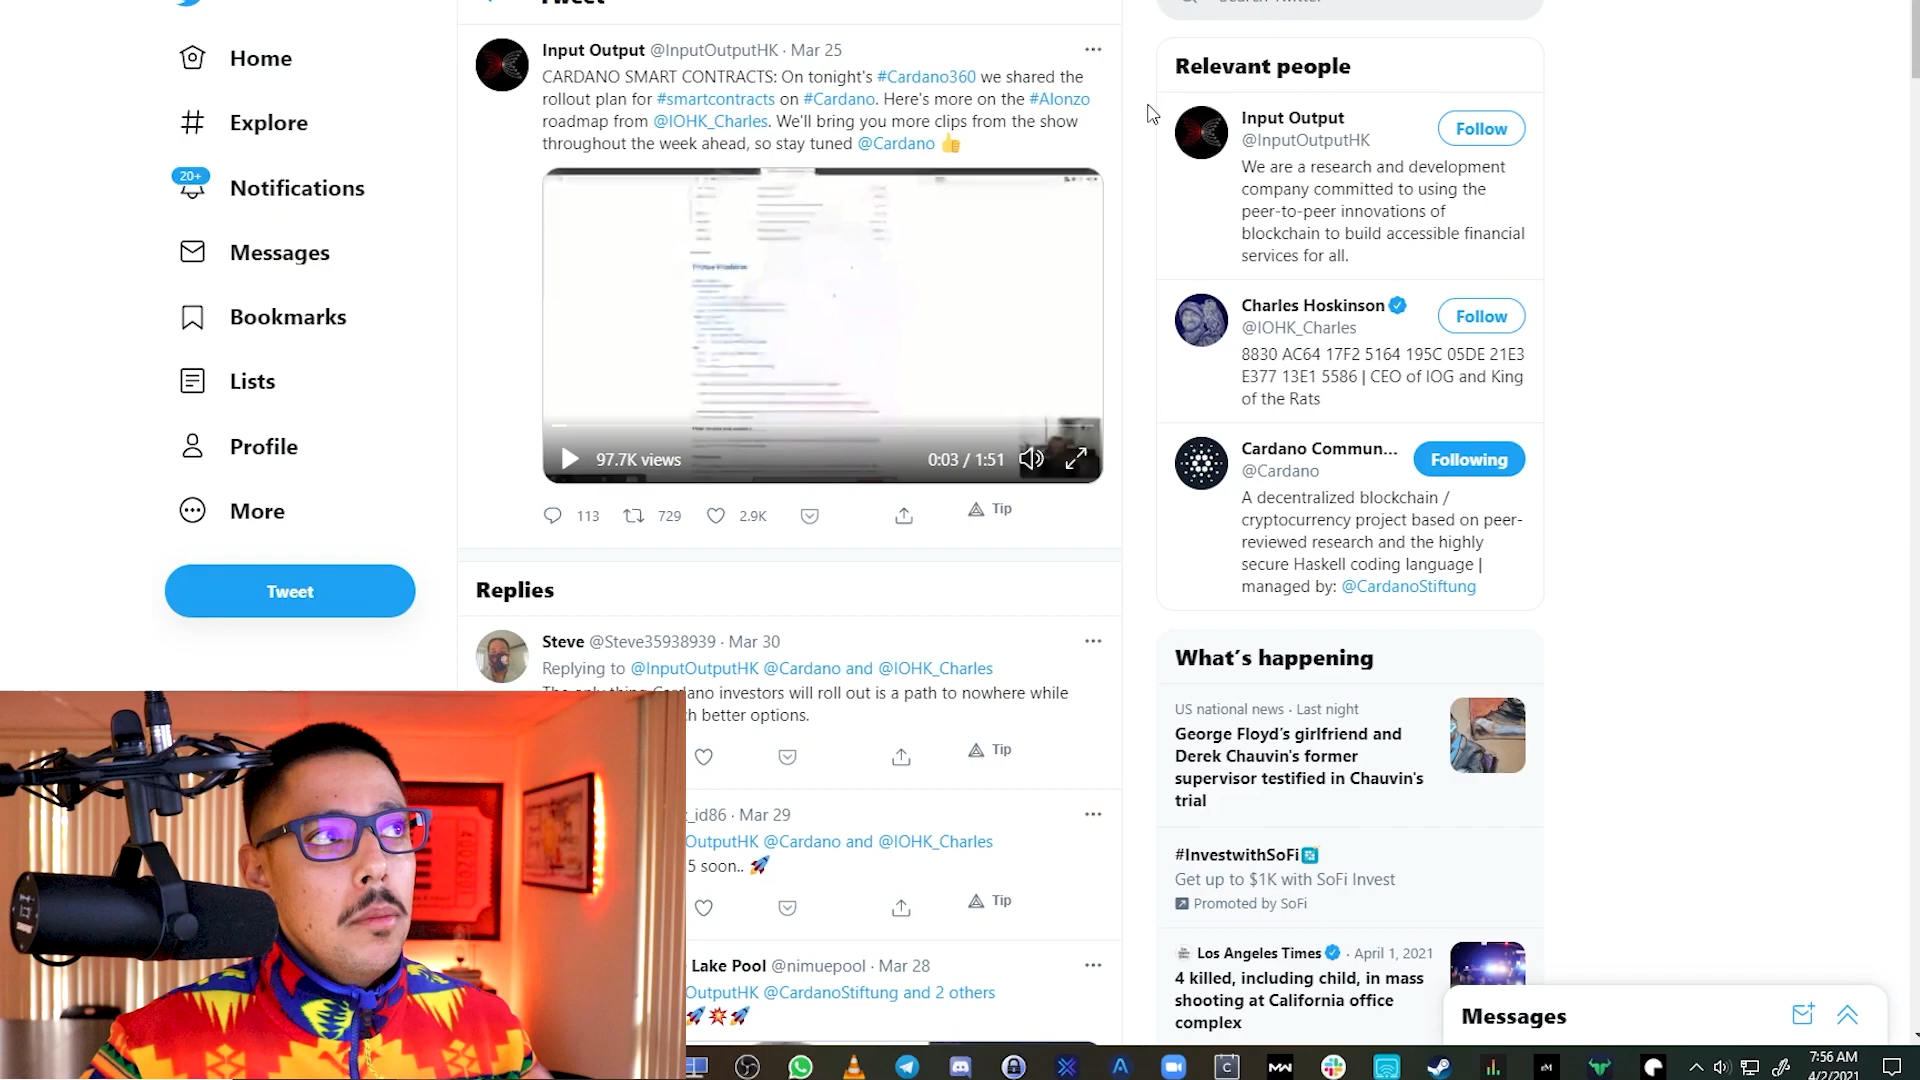 Tweet
Search Twitter
Home
Explore
20+
Notifications
Messages
Bookmarks
Lists
Profile
More
Tweet
Input Output @InputOutputHK · Mar 25
CARDANO SMART CONTRACTS: On tonight's #Cardano360 we shared the
rollout plan for #smartcontracts on #Cardano. Here's more on the #Alonzo
roadmap from @IOHK_Charles. We'll bring you more clips from the show
throughout the week ahead, so stay tuned @Cardano 👍
97.7K views
0:03 / 1:51
113
729
2.9K
Tip
Replies
Steve @Steve35938939 · Mar 30
Replying to @InputOutputHK @Cardano and @IOHK_Charles
The only thing Cardano investors will roll out is a path to nowhere while
better options.
Tip
_id86 · Mar 29
OutputHK @Cardano and @IOHK_Charles
5 soon.. 🚀
Tip
Lake Pool @nimuepool · Mar 28
OutputHK @CardanoStiftung and 2 others
🚀💥🚀
Relevant people
Input Output
@InputOutputHK
Follow
We are a research and development
company committed to using the
peer-to-peer innovations of
blockchain to build accessible financial
services for all.
Charles Hoskinson
@IOHK_Charles
Follow
8830 AC64 17F2 5164 195C 05DE 21E3
E377 13E1 5586 | CEO of IOG and King
of the Rats
Cardano Commun...
@Cardano
Following
A decentralized blockchain /
cryptocurrency project based on peer-
reviewed research and the highly
secure Haskell coding language |
managed by: @CardanoStiftung
What's happening
US national news · Last night
George Floyd's girlfriend and
Derek Chauvin's former
supervisor testified in Chauvin's
trial
#InvestwithSoFi
Get up to $1K with SoFi Invest
Promoted by SoFi
Los Angeles Times · April 1, 2021
4 killed, including child, in mass
shooting at California office
complex
Messages
7:56 AM
4/2/2021